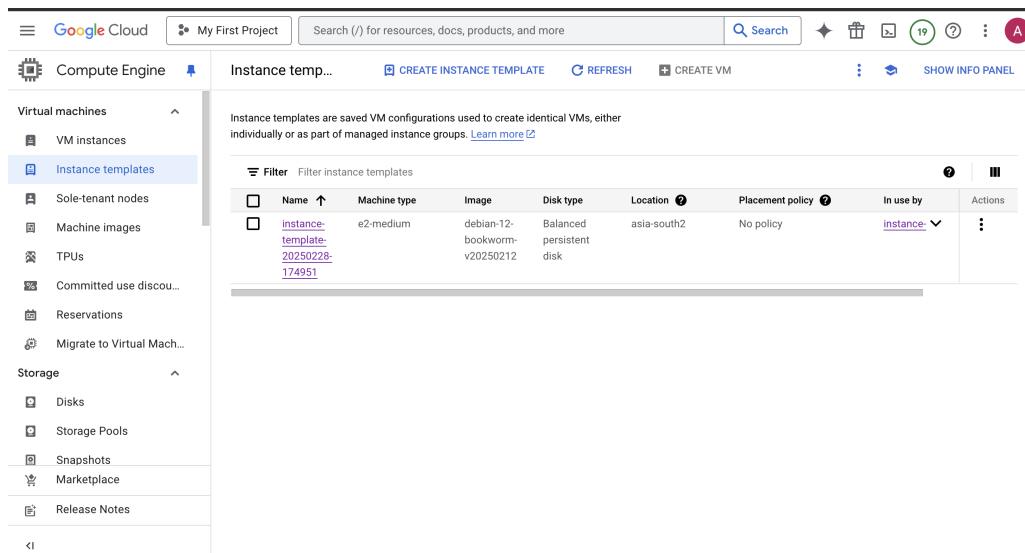 Google Cloud
My First Project
Search (/) for resources, docs, products, and more
Search
19
A
Compute Engine
Instance temp...
CREATE INSTANCE TEMPLATE
REFRESH
CREATE VM
SHOW INFO PANEL
Virtual machines
VM instances
Instance templates
Sole-tenant nodes
Machine images
TPUs
Committed use discou...
Reservations
Migrate to Virtual Mach...
Storage
Disks
Storage Pools
Snapshots
Marketplace
Release Notes
Instance templates are saved VM configurations used to create identical VMs, either
individually or as part of managed instance groups. Learn more
Filter Filter instance templates
Name Machine type Image Disk type Location Placement policy In use by Actions
instance- e2-medium debian-12- Balanced asia-south2 No policy instance-
template- bookworm- persistent
20250228- v20250212 disk
174951